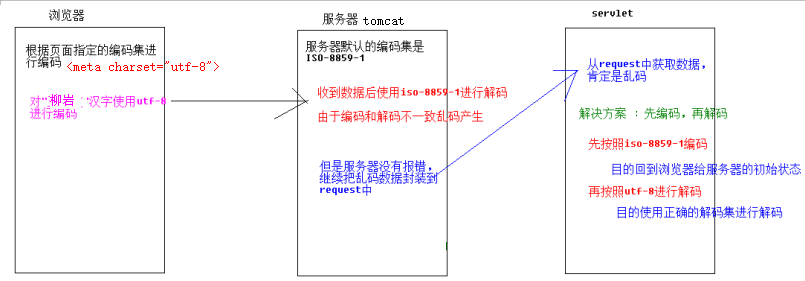 浏览器
根据页面指定的编码集进
行编码 <meta charset="utf-8">
对"柳岩："汉字使用utf-8
进行编码
服务器 tomcat
服务器默认的编码集是
ISO-8859-1
收到数据后使用iso-8859-1进行解码
由于编码和解码不一致乱码产生
但是服务器没有报错,
继续把乱码数据封装到
request中
servlet
从request中获取数据,
肯定是乱码
解决方案 : 先编码, 再解码
先按照iso-8859-1编码
目的回到浏览器给服务器的初始状态
再按照utf-8进行解码
目的使用正确的解码集进行解码